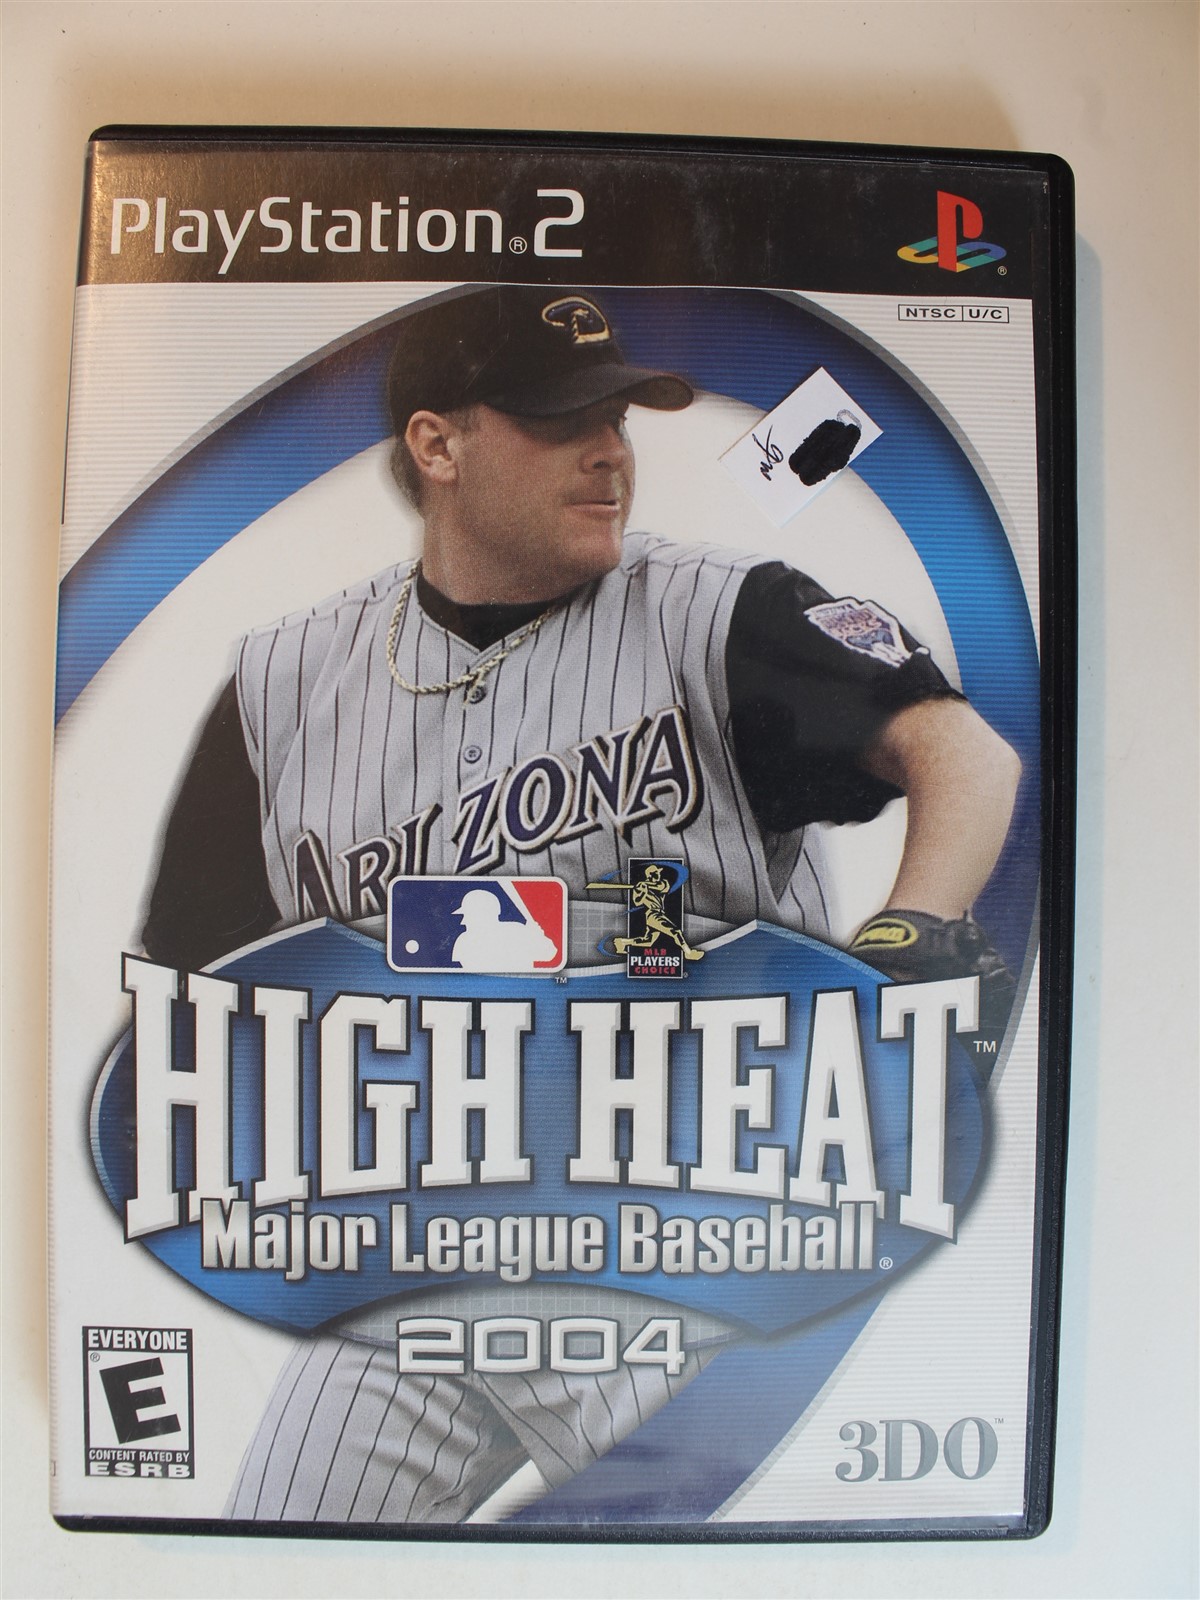 PlayStation®2
®
NTSC U/C
ARIZONA
™
MLB
PLAYERS
CHOICE
®
HIGH HEAT™
Major League Baseball®
2004
EVERYONE
®
E
CONTENT RATED BY
ESRB
3DO™